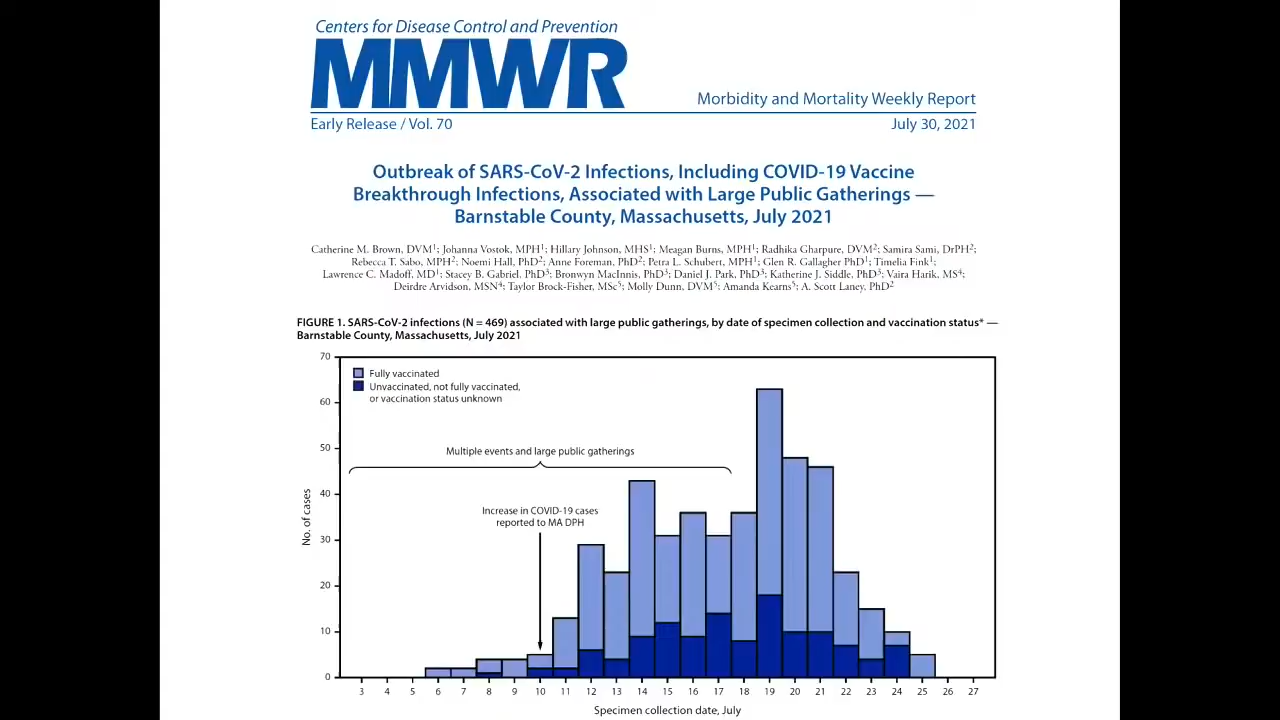 Centers for Disease Control and Prevention
MMWR
Morbidity and Mortality Weekly Report
Early Release / Vol. 70
July 30, 2021
Outbreak of SARS-CoV-2 Infections, Including COVID-19 Vaccine
Breakthrough Infections, Associated with Large Public Gatherings —
Barnstable County, Massachusetts, July 2021
Catherine M. Brown, DVM1; Johanna Vostok, MPH1; Hillary Johnson, MHS1; Meagan Burns, MPH1; Radhika Gharpure, DVM2; Samira Sami, DrPH2;
Rebecca T. Sabo, MPH2; Noemi Hall, PhD2; Anne Foreman, PhD2; Petra L. Schubert, MPH1; Glen R. Gallagher PhD1; Timelia Fink1;
Lawrence C. Madoff, MD1; Stacey B. Gabriel, PhD3; Bronwyn MacInnis, PhD3; Daniel J. Park, PhD3; Katherine J. Siddle, PhD3; Vaira Harik, MS4;
Deirdre Arvidson, MSN4; Taylor Brock-Fisher, MSc5; Molly Dunn, DVM5; Amanda Kearns5; A. Scott Laney, PhD2
FIGURE 1. SARS-CoV-2 infections (N = 469) associated with large public gatherings, by date of specimen collection and vaccination status* —
Barnstable County, Massachusetts, July 2021
70
60
50
40
30
20
10
0
No. of cases
Fully vaccinated
Unvaccinated, not fully vaccinated,
or vaccination status unknown
Multiple events and large public gatherings
Increase in COVID-19 cases
reported to MA DPH
3 4 5 6 7 8 9 10 11 12 13 14 15 16 17 18 19 20 21 22 23 24 25 26 27
Specimen collection date, July